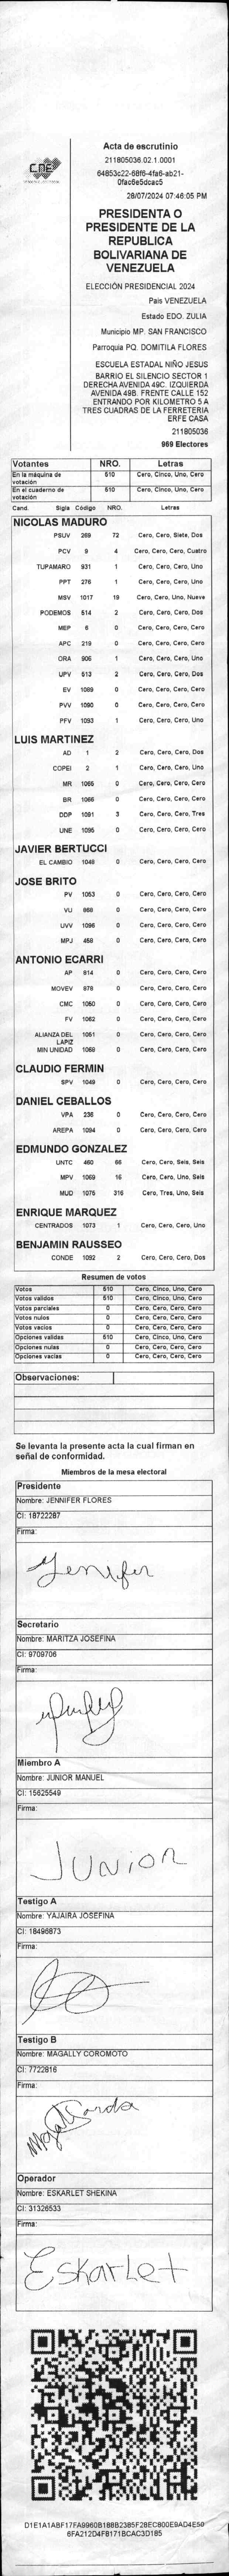 CNE
Acta de escrutinio
211805036.02.1.0001
64853c22-68f6-4fa6-ab21-
0fac6e5dcac5
28/07/2024 07:46:05 PM
PRESIDENTA O
PRESIDENTE DE LA
REPUBLICA
BOLIVARIANA DE
VENEZUELA
ELECCIÓN PRESIDENCIAL 2024
Pais VENEZUELA
Estado EDO. ZULIA
Municipio MP. SAN FRANCISCO
Parroquia PQ. DOMITILA FLORES
ESCUELA ESTADAL NIÑO JESUS
BARRIO EL SILENCIO SECTOR 1
DERECHA AVENIDA 49C. IZQUIERDA
AVENIDA 49B. FRENTE CALLE 152
ENTRANDO POR KILOMETRO 5 A
TRES CUADRAS DE LA FERRETERIA
ERFE CASA
211805036
969 Electores
Votantes NRO. Letras
En la máquina de votación 510 Cero, Cinco, Uno, Cero
En el cuaderno de votación 510 Cero, Cinco, Uno, Cero
Cand. Sigla Código NRO. Letras
NICOLAS MADURO
PSUV 269 72 Cero, Cero, Siete, Dos
PCV 9 4 Cero, Cero, Cero, Cuatro
TUPAMARO 931 1 Cero, Cero, Cero, Uno
PPT 276 1 Cero, Cero, Cero, Uno
MSV 1017 19 Cero, Cero, Uno, Nueve
PODEMOS 514 2 Cero, Cero, Cero, Dos
MEP 6 0 Cero, Cero, Cero, Cero
APC 219 0 Cero, Cero, Cero, Cero
ORA 906 1 Cero, Cero, Cero, Uno
UPV 513 2 Cero, Cero, Cero, Dos
EV 1089 0 Cero, Cero, Cero, Cero
PVV 1090 0 Cero, Cero, Cero, Cero
PFV 1093 1 Cero, Cero, Cero, Uno
LUIS MARTINEZ
AD 1 2 Cero, Cero, Cero, Dos
COPEI 2 1 Cero, Cero, Cero, Uno
MR 1065 0 Cero, Cero, Cero, Cero
BR 1066 0 Cero, Cero, Cero, Cero
DDP 1091 3 Cero, Cero, Cero, Tres
UNE 1095 0 Cero, Cero, Cero, Cero
JAVIER BERTUCCI
EL CAMBIO 1048 0 Cero, Cero, Cero, Cero
JOSE BRITO
PV 1053 0 Cero, Cero, Cero, Cero
VU 868 0 Cero, Cero, Cero, Cero
UVV 1096 0 Cero, Cero, Cero, Cero
MPJ 458 0 Cero, Cero, Cero, Cero
ANTONIO ECARRI
AP 814 0 Cero, Cero, Cero, Cero
MOVEV 978 0 Cero, Cero, Cero, Cero
CMC 1050 0 Cero, Cero, Cero, Cero
FV 1062 0 Cero, Cero, Cero, Cero
ALIANZA DEL LAPIZ 1051 0 Cero, Cero, Cero, Cero
MIN UNIDAD 1068 0 Cero, Cero, Cero, Cero
CLAUDIO FERMIN
SPV 1049 0 Cero, Cero, Cero, Cero
DANIEL CEBALLOS
VPA 236 0 Cero, Cero, Cero, Cero
AREPA 1094 0 Cero, Cero, Cero, Cero
EDMUNDO GONZALEZ
UNTC 460 66 Cero, Cero, Seis, Seis
MPV 1069 16 Cero, Cero, Uno, Seis
MUD 1075 316 Cero, Tres, Uno, Seis
ENRIQUE MARQUEZ
CENTRADOS 1073 1 Cero, Cero, Cero, Uno
BENJAMIN RAUSSEO
CONDE 1092 2 Cero, Cero, Cero, Dos
Resumen de votos
Votos 510 Cero, Cinco, Uno, Cero
Votos validos 510 Cero, Cinco, Uno, Cero
Votos parciales 0 Cero, Cero, Cero, Cero
Votos nulos 0 Cero, Cero, Cero, Cero
Votos vacios 0 Cero, Cero, Cero, Cero
Opciones validas 510 Cero, Cinco, Uno, Cero
Opciones nulas 0 Cero, Cero, Cero, Cero
Opciones vacias 0 Cero, Cero, Cero, Cero
Observaciones:
Se levanta la presente acta la cual firman en
señal de conformidad.
Miembros de la mesa electoral
Presidente
Nombre: JENNIFER FLORES
CI: 18722287
Firma:
Jenifer
Secretario
Nombre: MARITZA JOSEFINA
CI: 9709706
Firma:
Miembro A
Nombre: JUNIOR MANUEL
CI: 15625549
Firma:
JUNIOR
Testigo A
Nombre: YAJAIRA JOSEFINA
CI: 18496873
Firma:
Testigo B
Nombre: MAGALLY COROMOTO
CI: 7722816
Firma:
Operador
Nombre: ESKARLET SHEKINA
CI: 31326533
Firma:
Eskarlet
D1E1A1ABF17FA9960B188B2385F28EC800E9AD4E50
6FA212D4F8171BCAC3D185